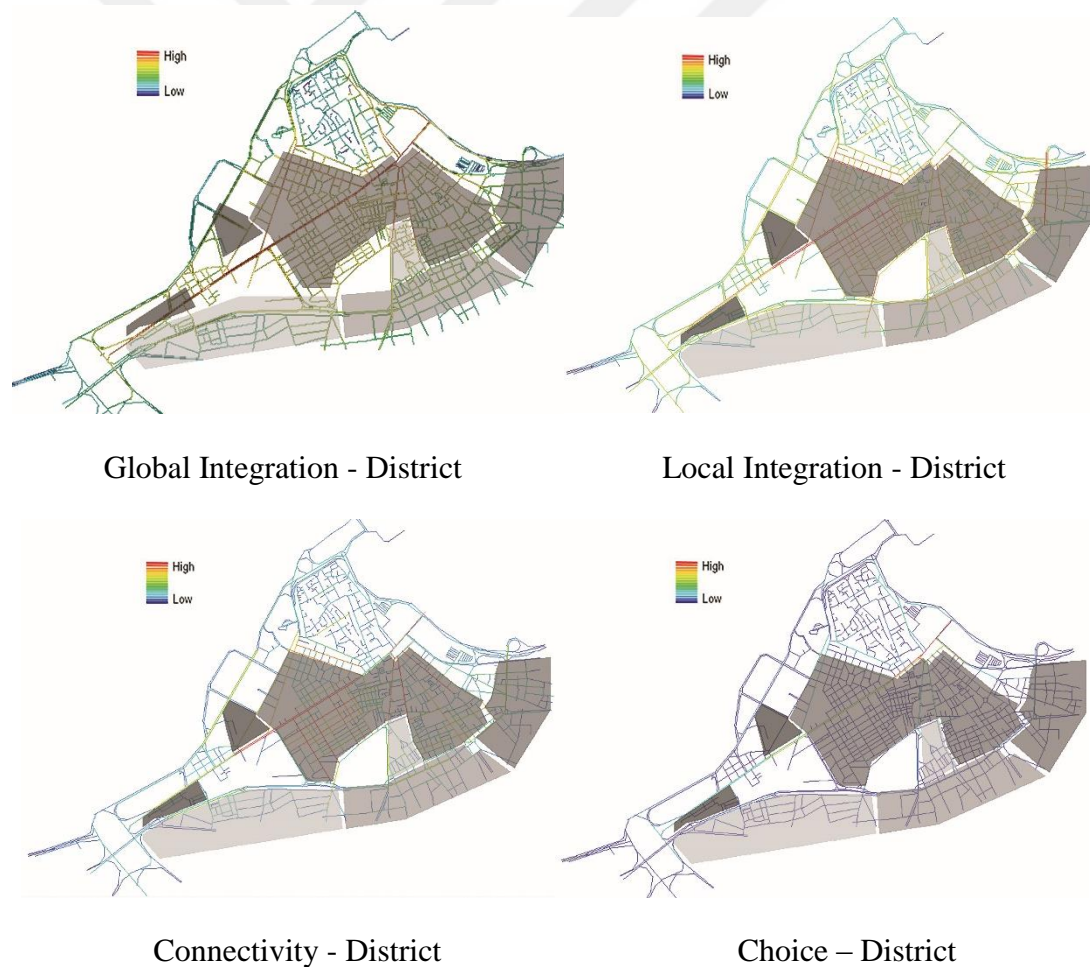 High
Low
High
Low
Global Integration - District
Local Integration - District
High
Low
High
Low
Connectivity - District
Choice – District